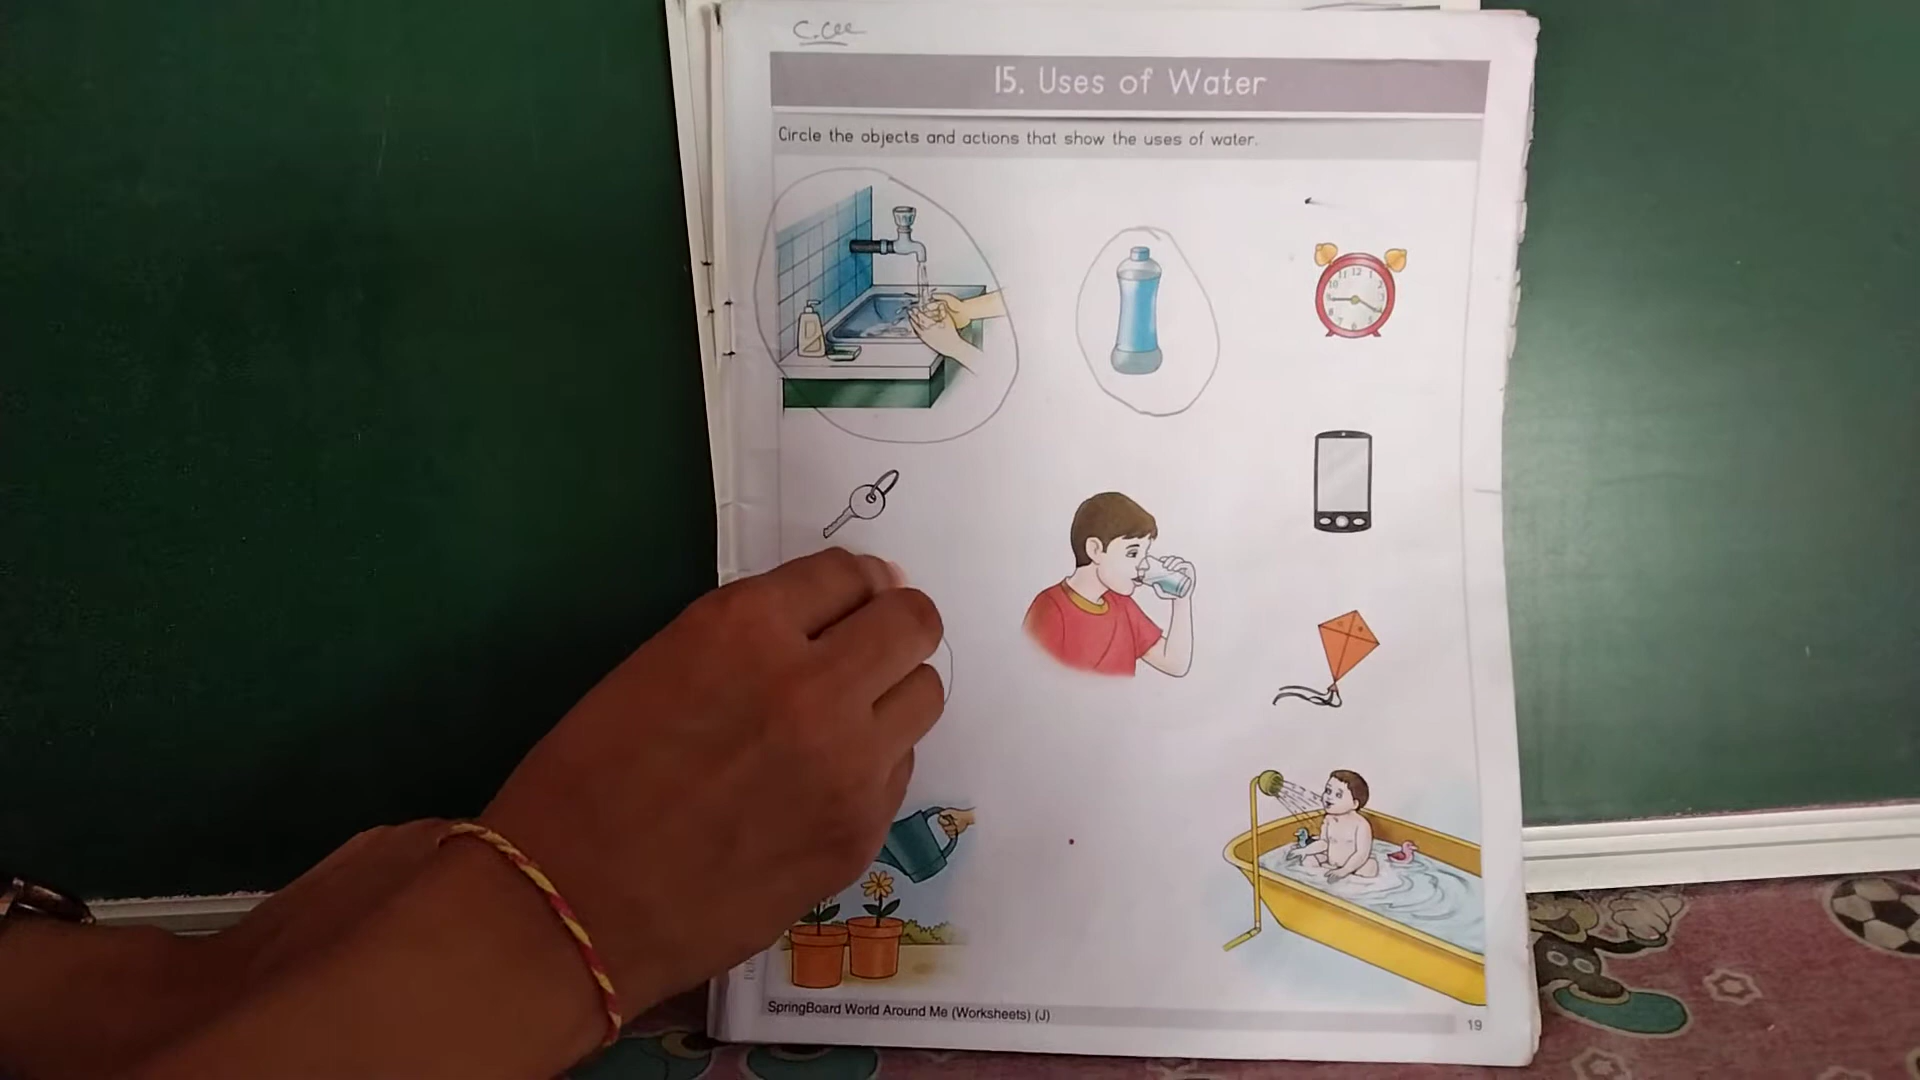 15. Uses of Water
Circle the objects and actions that show the uses of water.
SpringBoard World Around Me (Worksheets) (J)
19